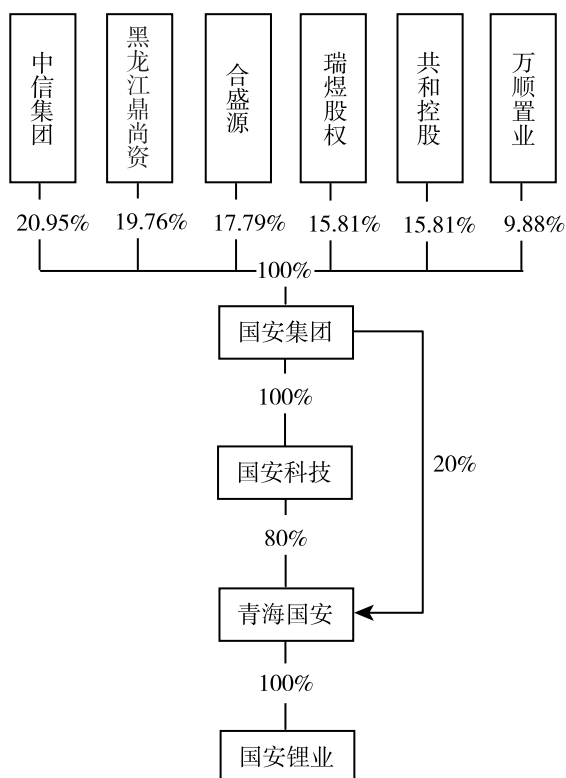 中信集团
黑龙江鼎尚资
合盛源
瑞煜股权
共和控股
万顺置业
20.95%
19.76%
17.79%
15.81%
15.81%
9.88%
100%
国安集团
100%
国安科技
20%
80%
青海国安
100%
国安锂业